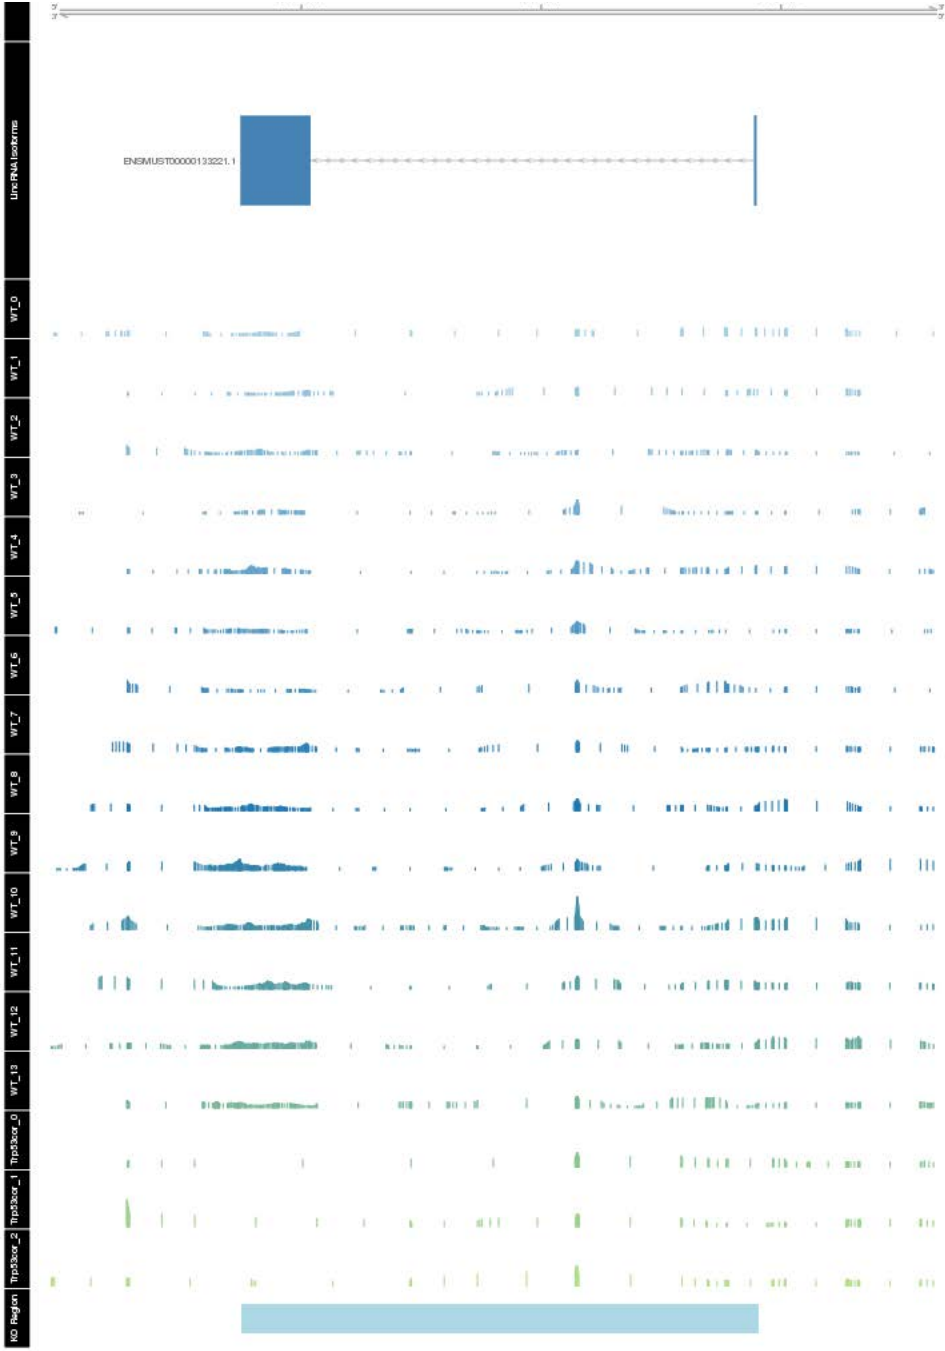 5'
3'
3'
5'
LincRNA Isoforms
ENSMUST00000133221.1
WT_0
WT_1
WT_2
WT_3
WT_4
WT_5
WT_6
WT_7
WT_8
WT_9
WT_10
WT_11
WT_12
WT_13
Trp53cor_0
Trp53cor_1
Trp53cor_2
KO Region